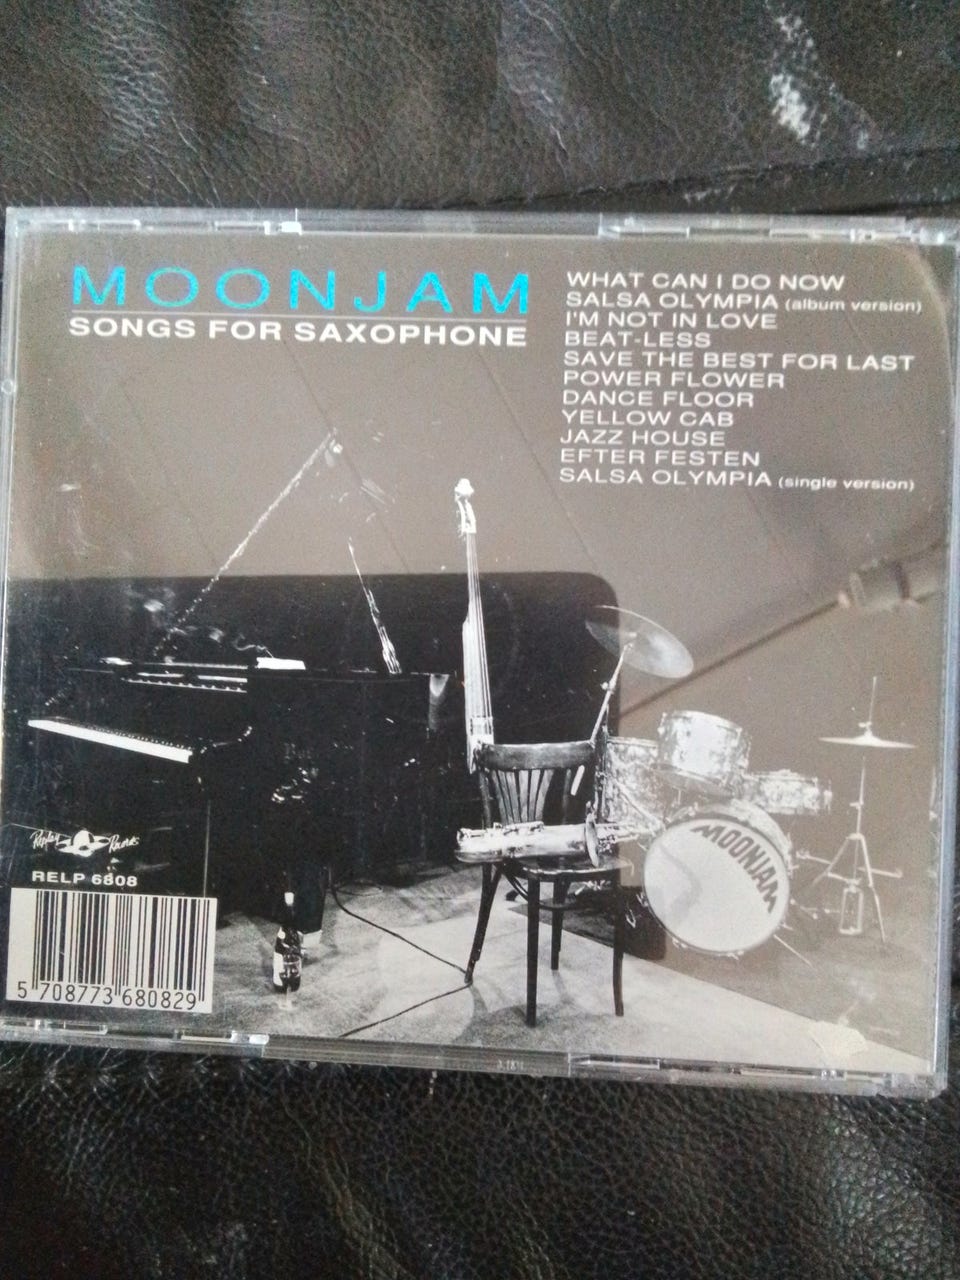 MOONJAM
SONGS FOR SAXOPHONE
WHAT CAN I DO NOW
SALSA OLYMPIA (album version)
I'M NOT IN LOVE
BEAT-LESS
SAVE THE BEST FOR LAST
POWER FLOWER
DANCE FLOOR
YELLOW CAB
JAZZ HOUSE
EFTER FESTEN
SALSA OLYMPIA (single version)
MOONJAM
Replay Records
RELP 6808
5 708773 680829